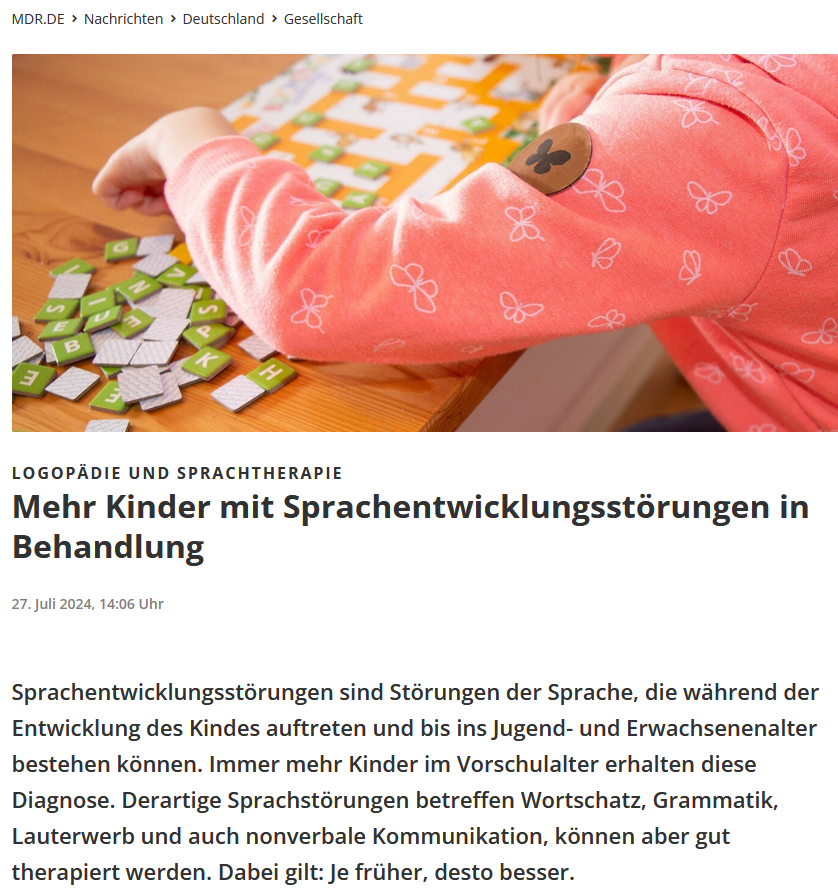 MDR.DE > Nachrichten > Deutschland > Gesellschaft
G
N
S
I
E
U
E
S
B
P
K
H
E
LOGOPÄDIE UND SPRACHTHERAPIE
Mehr Kinder mit Sprachentwicklungsstörungen in
Behandlung
27. Juli 2024, 14:06 Uhr
Sprachentwicklungsstörungen sind Störungen der Sprache, die während der
Entwicklung des Kindes auftreten und bis ins Jugend- und Erwachsenenalter
bestehen können. Immer mehr Kinder im Vorschulalter erhalten diese
Diagnose. Derartige Sprachstörungen betreffen Wortschatz, Grammatik,
Lauterwerb und auch nonverbale Kommunikation, können aber gut
therapiert werden. Dabei gilt: Je früher, desto besser.